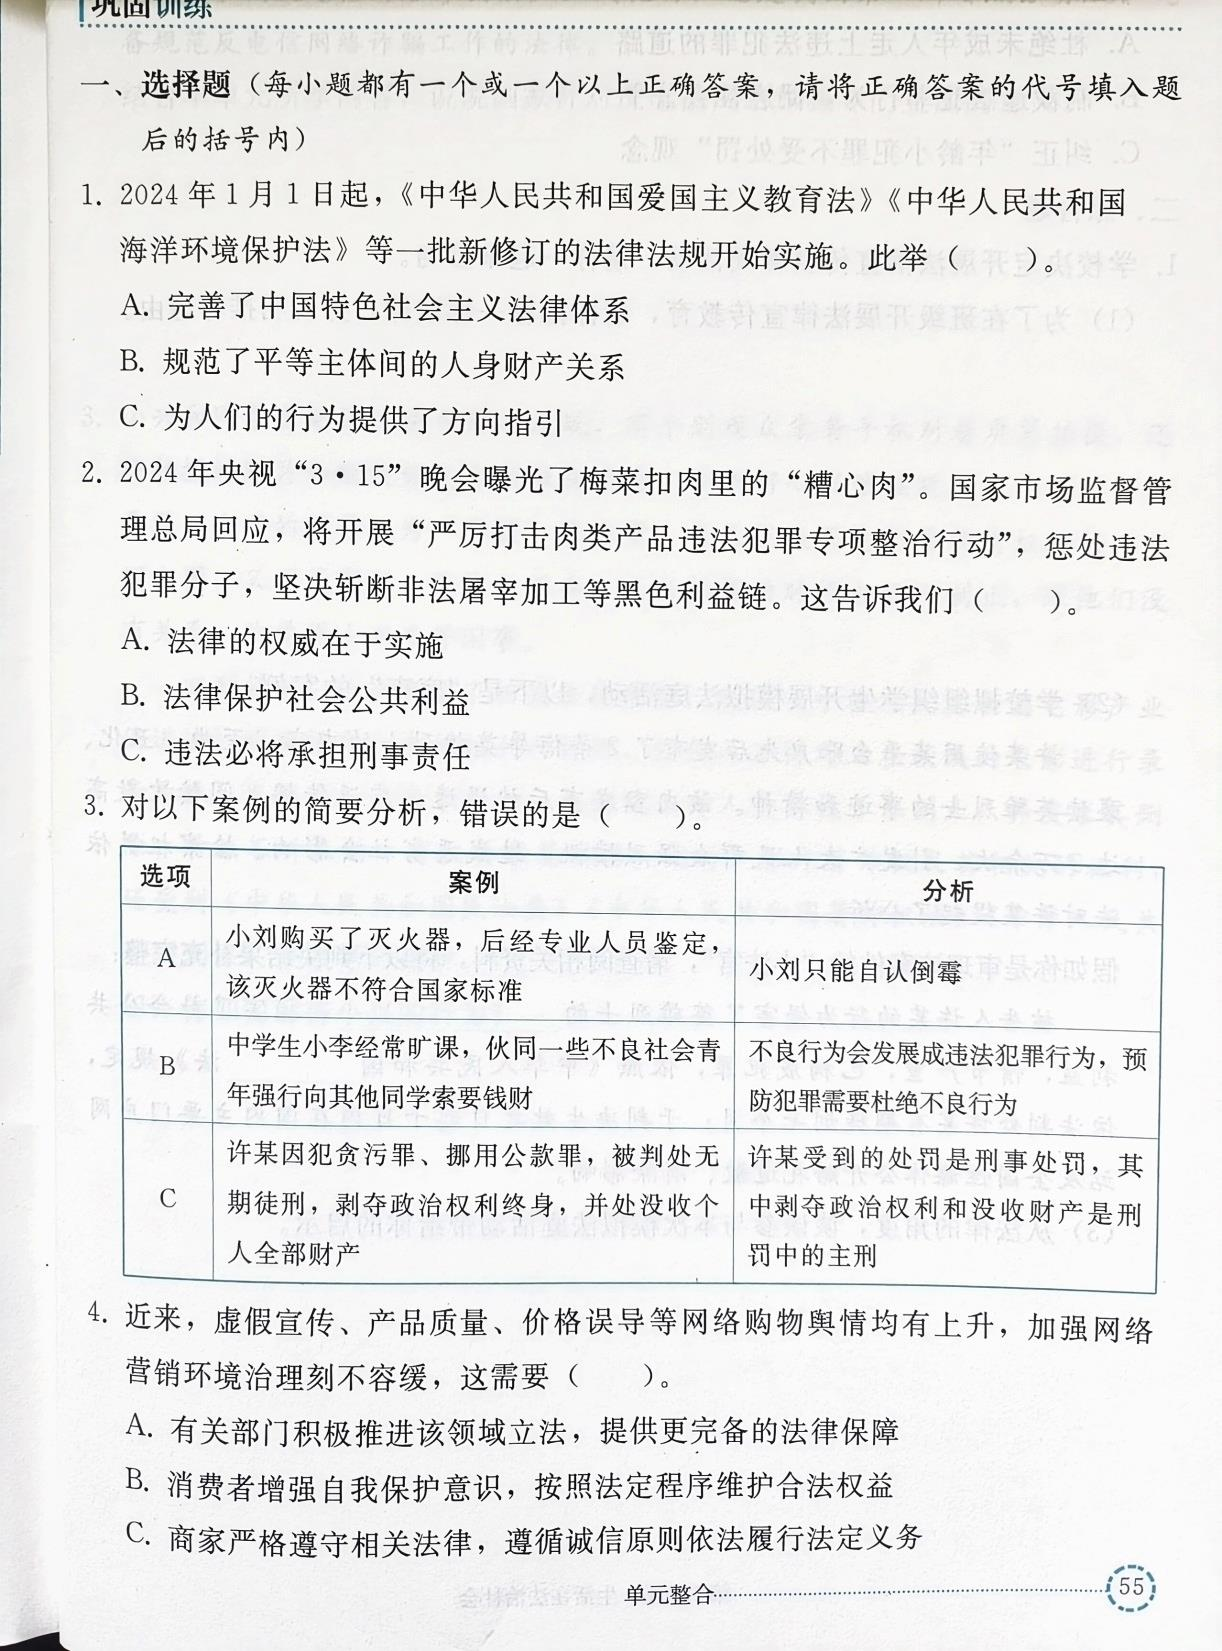 巩固训练
一、选择题（每小题都有一个或一个以上正确答案，请将正确答案的代号填入题
后的括号内）
1. 2024 年 1 月 1 日起，《中华人民共和国爱国主义教育法》《中华人民共和国
海洋环境保护法》等一批新修订的法律法规开始实施。此举（　　）。
A. 完善了中国特色社会主义法律体系
B. 规范了平等主体间的人身财产关系
C. 为人们的行为提供了方向指引
2. 2024 年央视“3·15”晚会曝光了梅菜扣肉里的“糟心肉”。国家市场监督管
理总局回应，将开展“严厉打击肉类产品违法犯罪专项整治行动”，惩处违法
犯罪分子，坚决斩断非法屠宰加工等黑色利益链。这告诉我们（　　）。
A. 法律的权威在于实施
B. 法律保护社会公共利益
C. 违法必将承担刑事责任
3. 对以下案例的简要分析，错误的是（　　）。
选项 案例 分析
A 小刘购买了灭火器，后经专业人员鉴定，
该灭火器不符合国家标准
小刘只能自认倒霉
B 中学生小李经常旷课，伙同一些不良社会青
年强行向其他同学索要钱财
不良行为会发展成违法犯罪行为，预
防犯罪需要杜绝不良行为
C 许某因犯贪污罪、挪用公款罪，被判处无
期徒刑，剥夺政治权利终身，并处没收个
人全部财产
许某受到的处罚是刑事处罚，其
中剥夺政治权利和没收财产是刑
罚中的主刑
4. 近来，虚假宣传、产品质量、价格误导等网络购物舆情均有上升，加强网络
营销环境治理刻不容缓，这需要（　　）。
A. 有关部门积极推进该领域立法，提供更完备的法律保障
B. 消费者增强自我保护意识，按照法定程序维护合法权益
C. 商家严格遵守相关法律，遵循诚信原则依法履行法定义务
单元整合 55